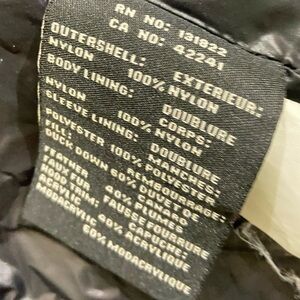 RN NO: 131822
CA NO: 42241
OUTERSHELL: EXTERIEUR:
NYLON 100% NYLON
BODY LINING: DOUBLURE
CORPS:
NYLON 100% NYLON
SLEEVE LINING: DOUBLURE
MANCHES:
POLYESTER 100% POLYESTER
FILL: REMBOURRAGE:
DUCK DOWN 60% DUVET DE
CANARD
FEATHER 40% PLUMES
HOOD TRIM: FAUSSE FOURRURE
CAPUCHE:
ACRYLIC 40% ACRYLIQUE
MODACRYLIC 60% MODACRYLIQUE